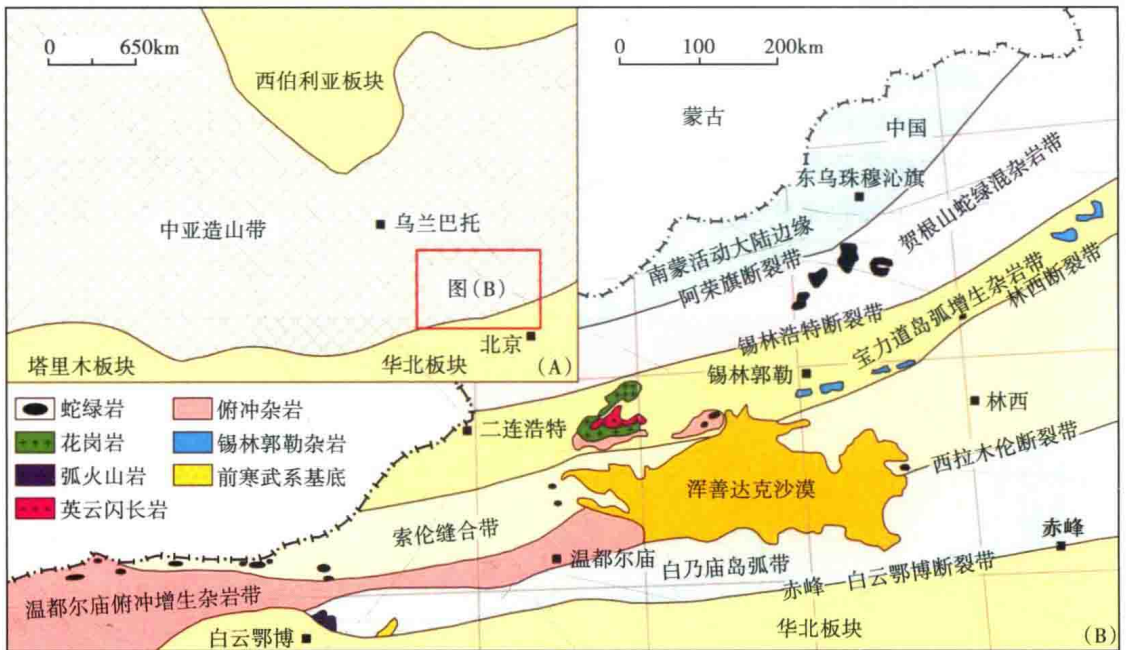 0 650km
西伯利亚板块
中亚造山带
乌兰巴托
图(B)
北京
塔里木板块
华北板块
(A)
0 100 200km
蒙古
中国
东乌珠穆沁旗
南蒙活动大陆边缘
阿荣旗断裂带
贺根山蛇绿混杂岩带
锡林浩特断裂带
宝力道岛弧增生杂岩带
林西断裂带
锡林郭勒
林西
二连浩特
西拉木伦断裂带
浑善达克沙漠
索伦缝合带
赤峰
温都尔庙
白乃庙岛弧带
赤峰—白云鄂博断裂带
温都尔庙俯冲增生杂岩带
白云鄂博
华北板块
(B)
蛇绿岩
俯冲杂岩
花岗岩
锡林郭勒杂岩
弧火山岩
前寒武系基底
英云闪长岩